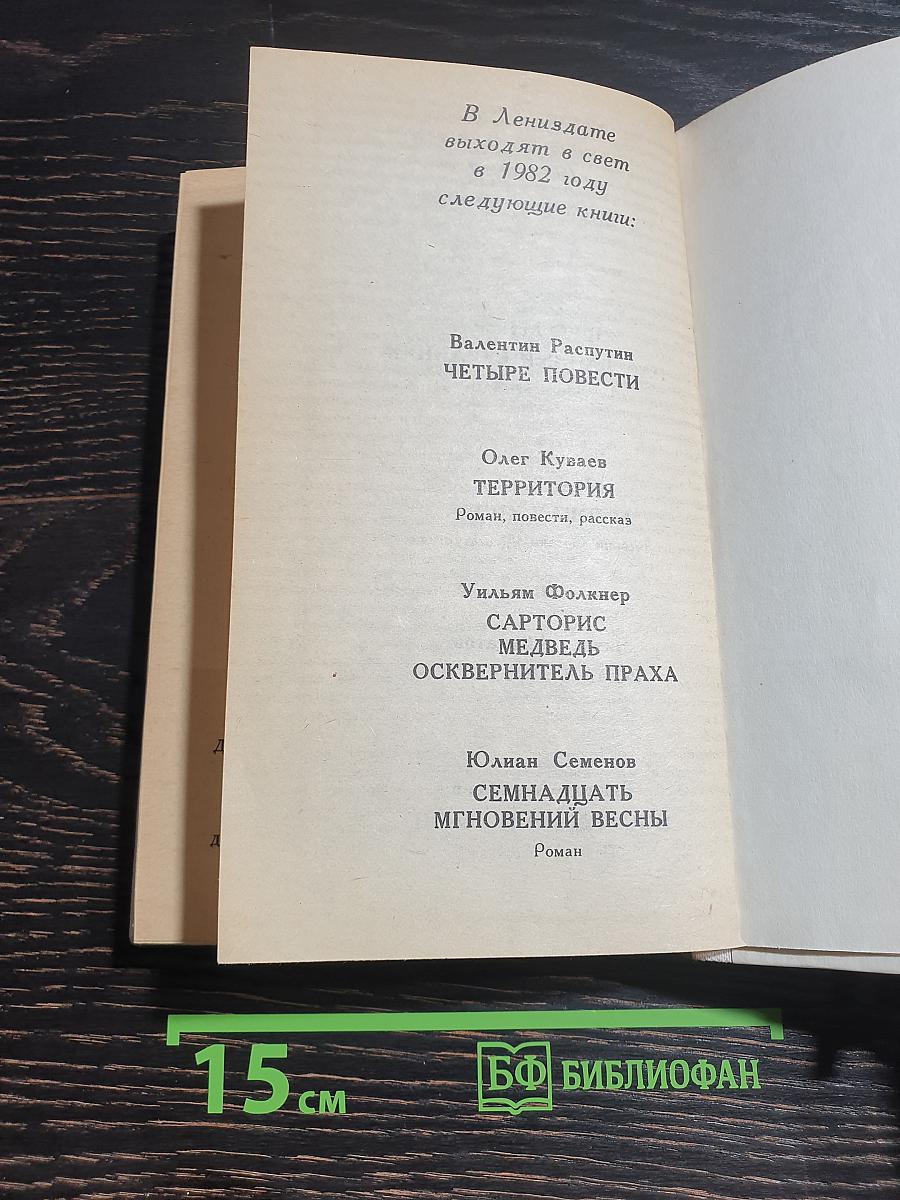 В Лениздате
выходят в свет
в 1982 году
следующие книги:
Валентин Распутин
ЧЕТЫРЕ ПОВЕСТИ
Олег Куваев
ТЕРРИТОРИЯ
Роман, повести, рассказ
Уильям Фолкнер
САРТОРИС
МЕДВЕДЬ
ОСКВЕРНИТЕЛЬ ПРАХА
Юлиан Семенов
СЕМНАДЦАТЬ
МГНОВЕНИЙ ВЕСНЫ
Роман
15 см
БФ БИБЛИОФАН